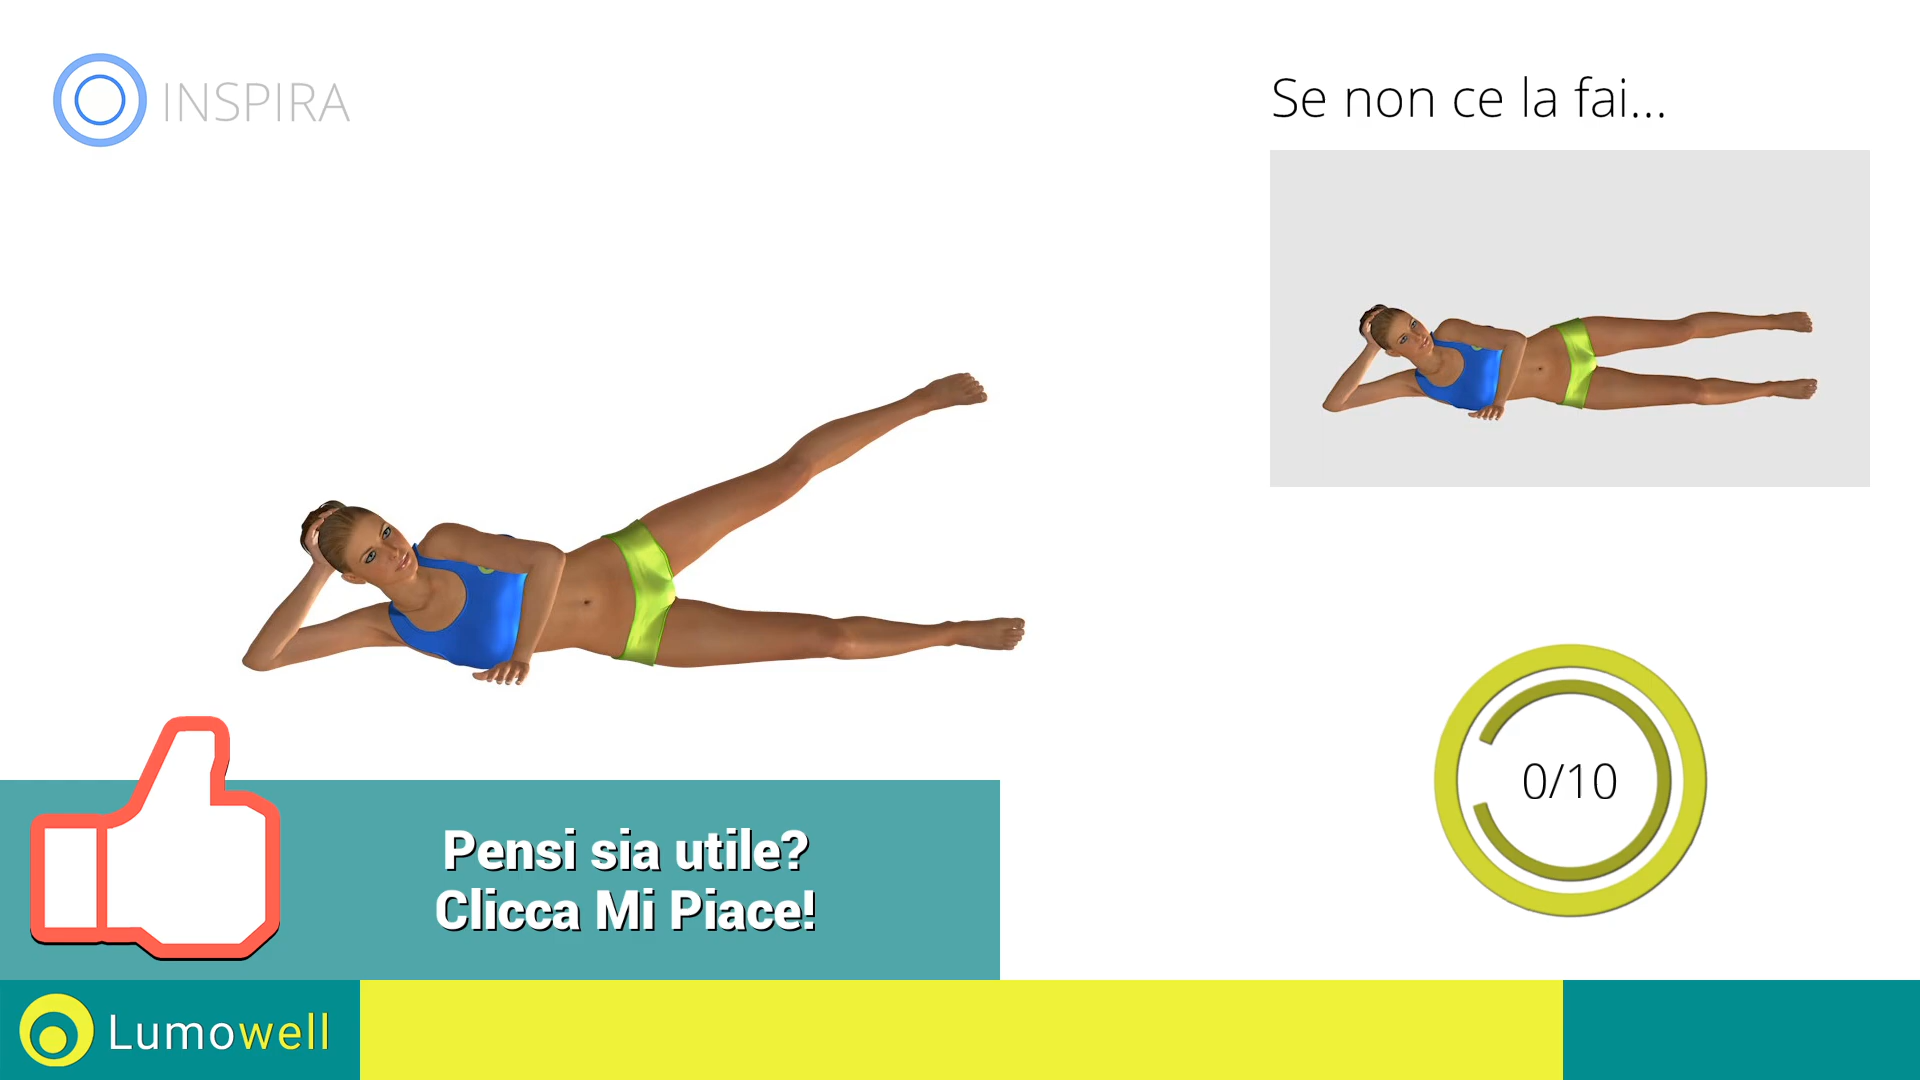 INSPIRA
Se non ce la fai...
0/10
Pensi sia utile?
Clicca Mi Piace!
Lumowell